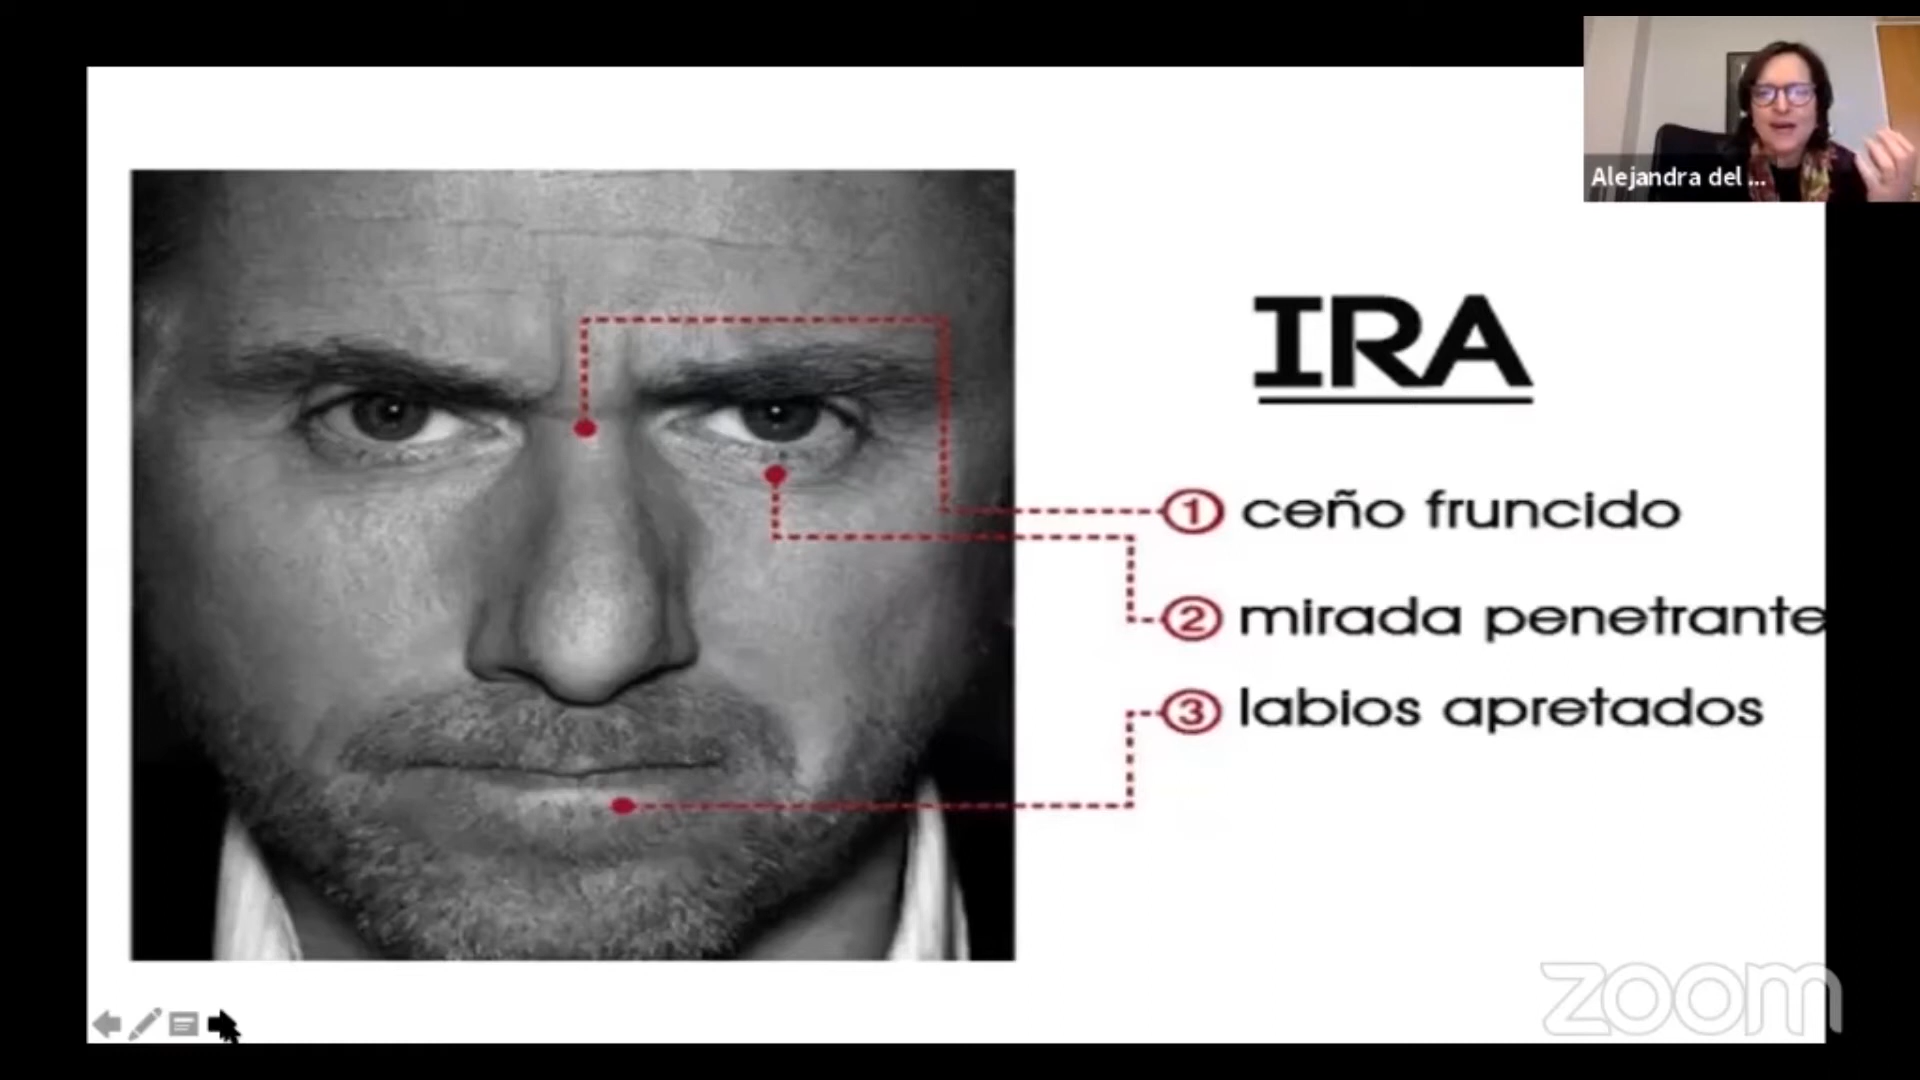 Alejandra del ...
IRA
1 ceño fruncido
2 mirada penetrante
3 labios apretados
zoom